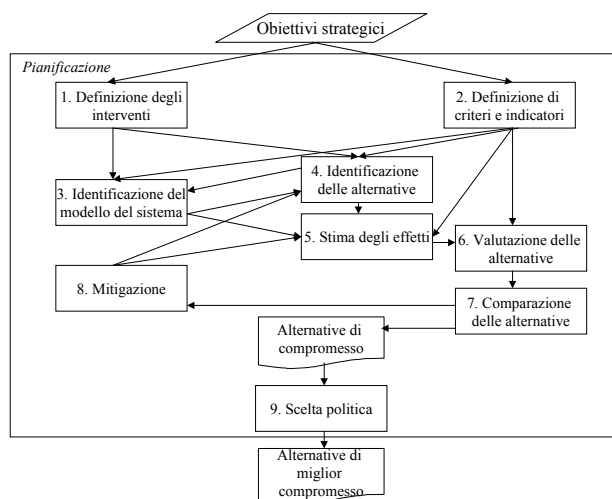 Obiettivi strategici
Pianificazione
1. Definizione degli
interventi
2. Definizione di
criteri e indicatori
4. Identificazione
delle alternative
3. Identificazione del
modello del sistema
5. Stima degli effetti
6. Valutazione delle
alternative
8. Mitigazione
7. Comparazione
delle alternative
Alternative di
compromesso
9. Scelta politica
Alternative di
miglior
compromesso